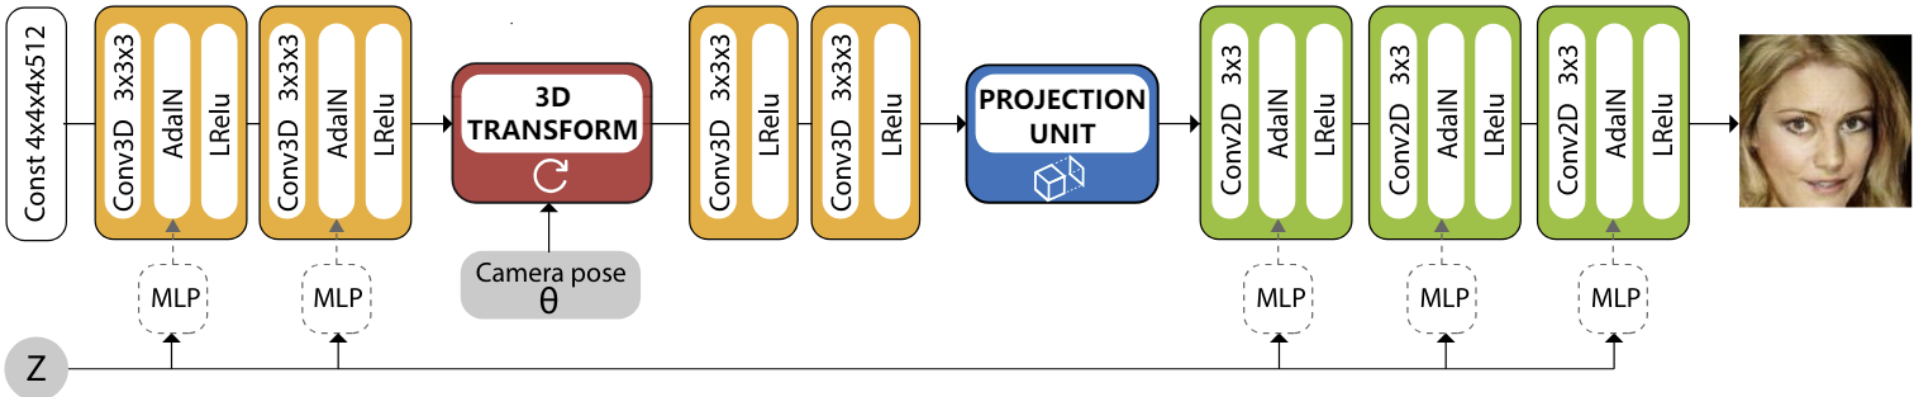 Const 4x4x4x512
Conv3D 3x3x3
AdaIN
LRelu
Conv3D 3x3x3
AdaIN
LRelu
3D
TRANSFORM
Conv3D 3x3x3
LRelu
Conv3D 3x3x3
LRelu
PROJECTION
UNIT
Conv2D 3x3
AdaIN
LRelu
Conv2D 3x3
AdaIN
LRelu
Conv2D 3x3
AdaIN
LRelu
MLP
MLP
Camera pose
θ
MLP
MLP
MLP
Z